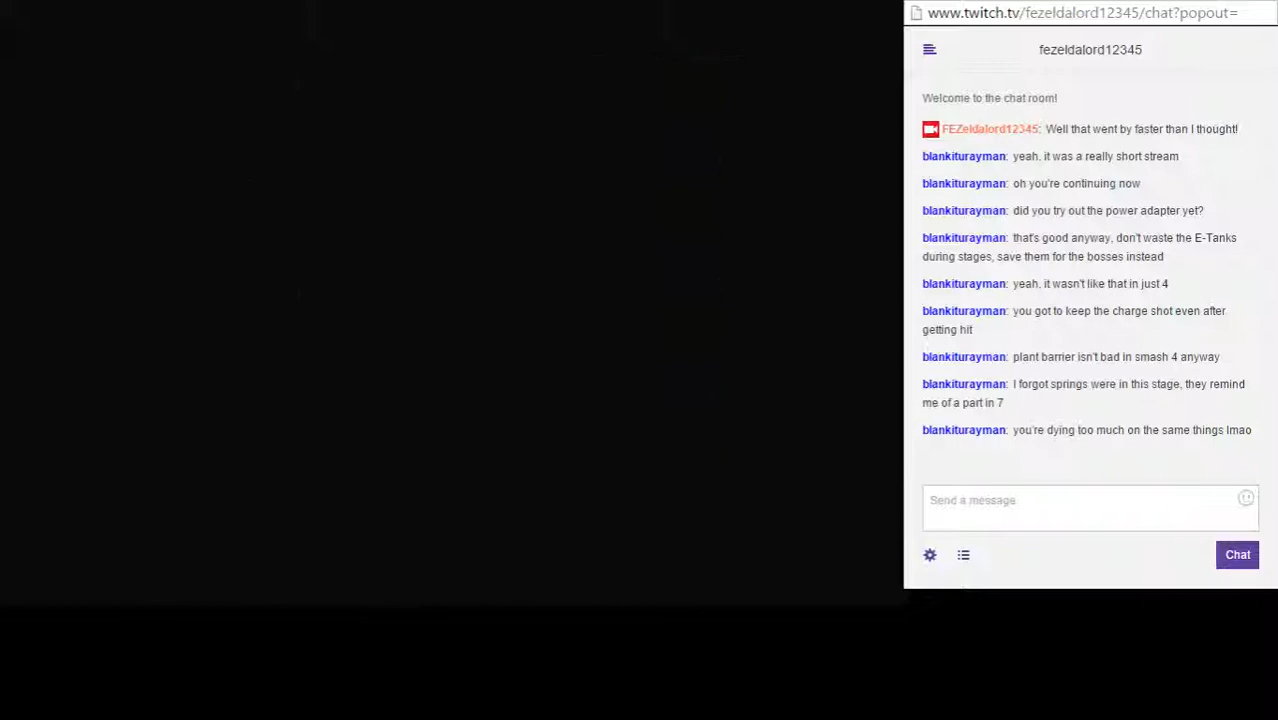 www.twitch.tv/fezeldalord12345/chat?popout=
fezeldalord12345
Welcome to the chat room!
FEZeldalord12345: Well that went by faster than I thought!
blankiturayman: yeah. it was a really short stream
blankiturayman: oh you're continuing now
blankiturayman: did you try out the power adapter yet?
blankiturayman: that's good anyway, don't waste the E-Tanks
during stages, save them for the bosses instead
blankiturayman: yeah. it wasn't like that in just 4
blankiturayman: you got to keep the charge shot even after
getting hit
blankiturayman: plant barrier isn't bad in smash 4 anyway
blankiturayman: I forgot springs were in this stage, they remind
me of a part in 7
blankiturayman: you're dying too much on the same things lmao
Send a message
Chat